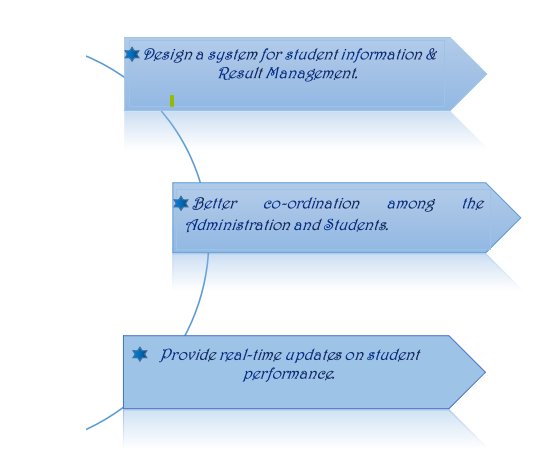 Design a system for student information &
Result Management.
Better co-ordination among the
Administration and Students.
Provide real-time updates on student
performance.